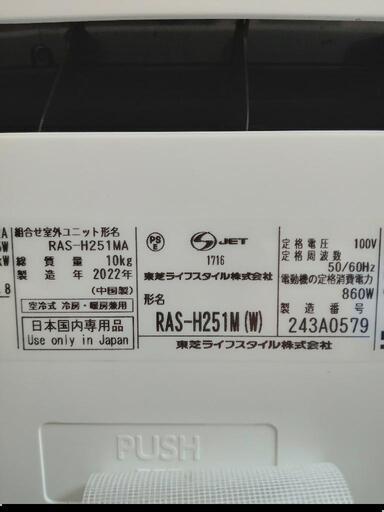 組合せ室外ユニット形名
RAS-H251MA
総質量 10kg
製造年 2022年
(中国製)
空冷式 冷房・暖房兼用
日本国内専用品
Use only in Japan
PS
E
JET
1716
東芝ライフスタイル株式会社
形名
RAS-H251M(W)
東芝ライフスタイル株式会社
定格電圧 100V
定格周波数
50/60Hz
電動機の定格消費電力
860W
製造番号
243A0579
PUSH